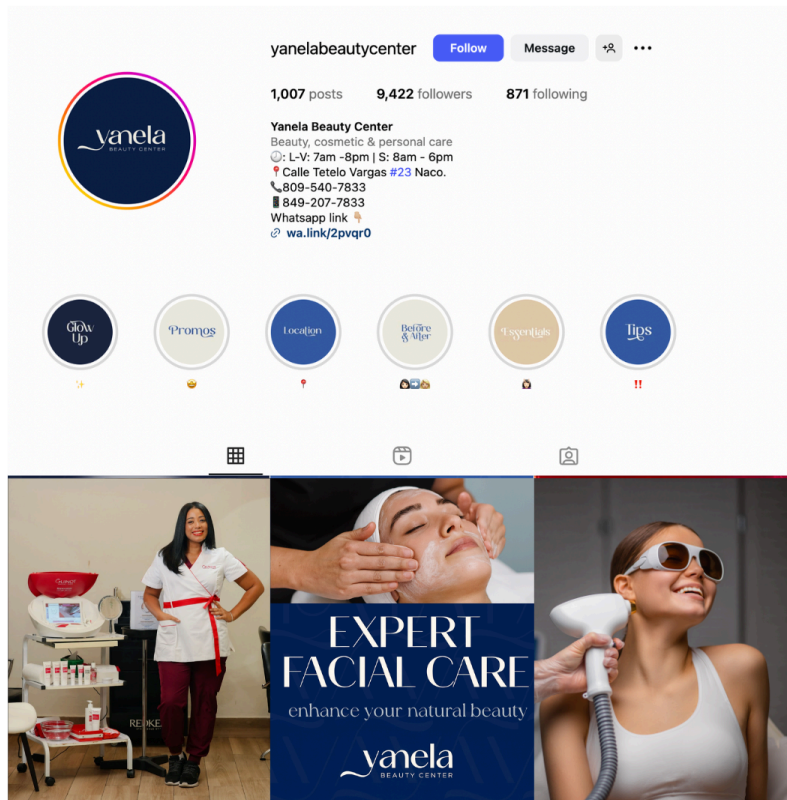 yanelabeautycenter Follow Message
1,007 posts 9,422 followers 871 following
Yanela Beauty Center
Beauty, cosmetic & personal care
: L-V: 7am -8pm | S: 8am - 6pm
📍Calle Tetelo Vargas #23 Naco.
📞809-540-7833
📱849-207-7833
Whatsapp link 👇🏼
wa.link/2pvqr0
yanela
BEAUTY CENTER
Glow
Up
Promos
Location
Before
& After
Essentials
Tips
REDKE
EXPERT
FACIAL CARE
enhance your natural beauty
yanela
BEAUTY CENTER